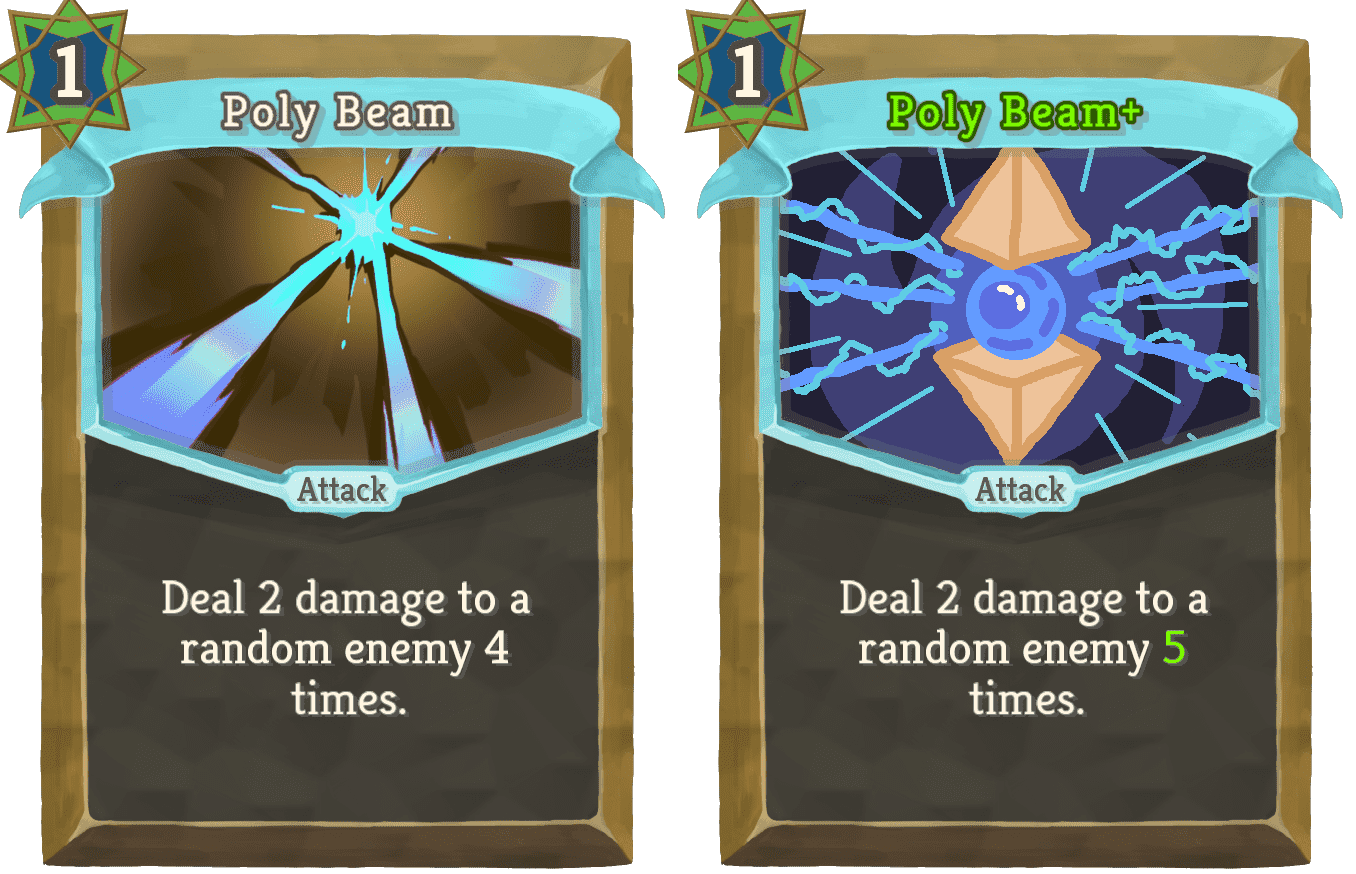 1
Poly Beam
Attack
Deal 2 damage to a
random enemy 4
times.
1
Poly Beam+
Attack
Deal 2 damage to a
random enemy 5
times.